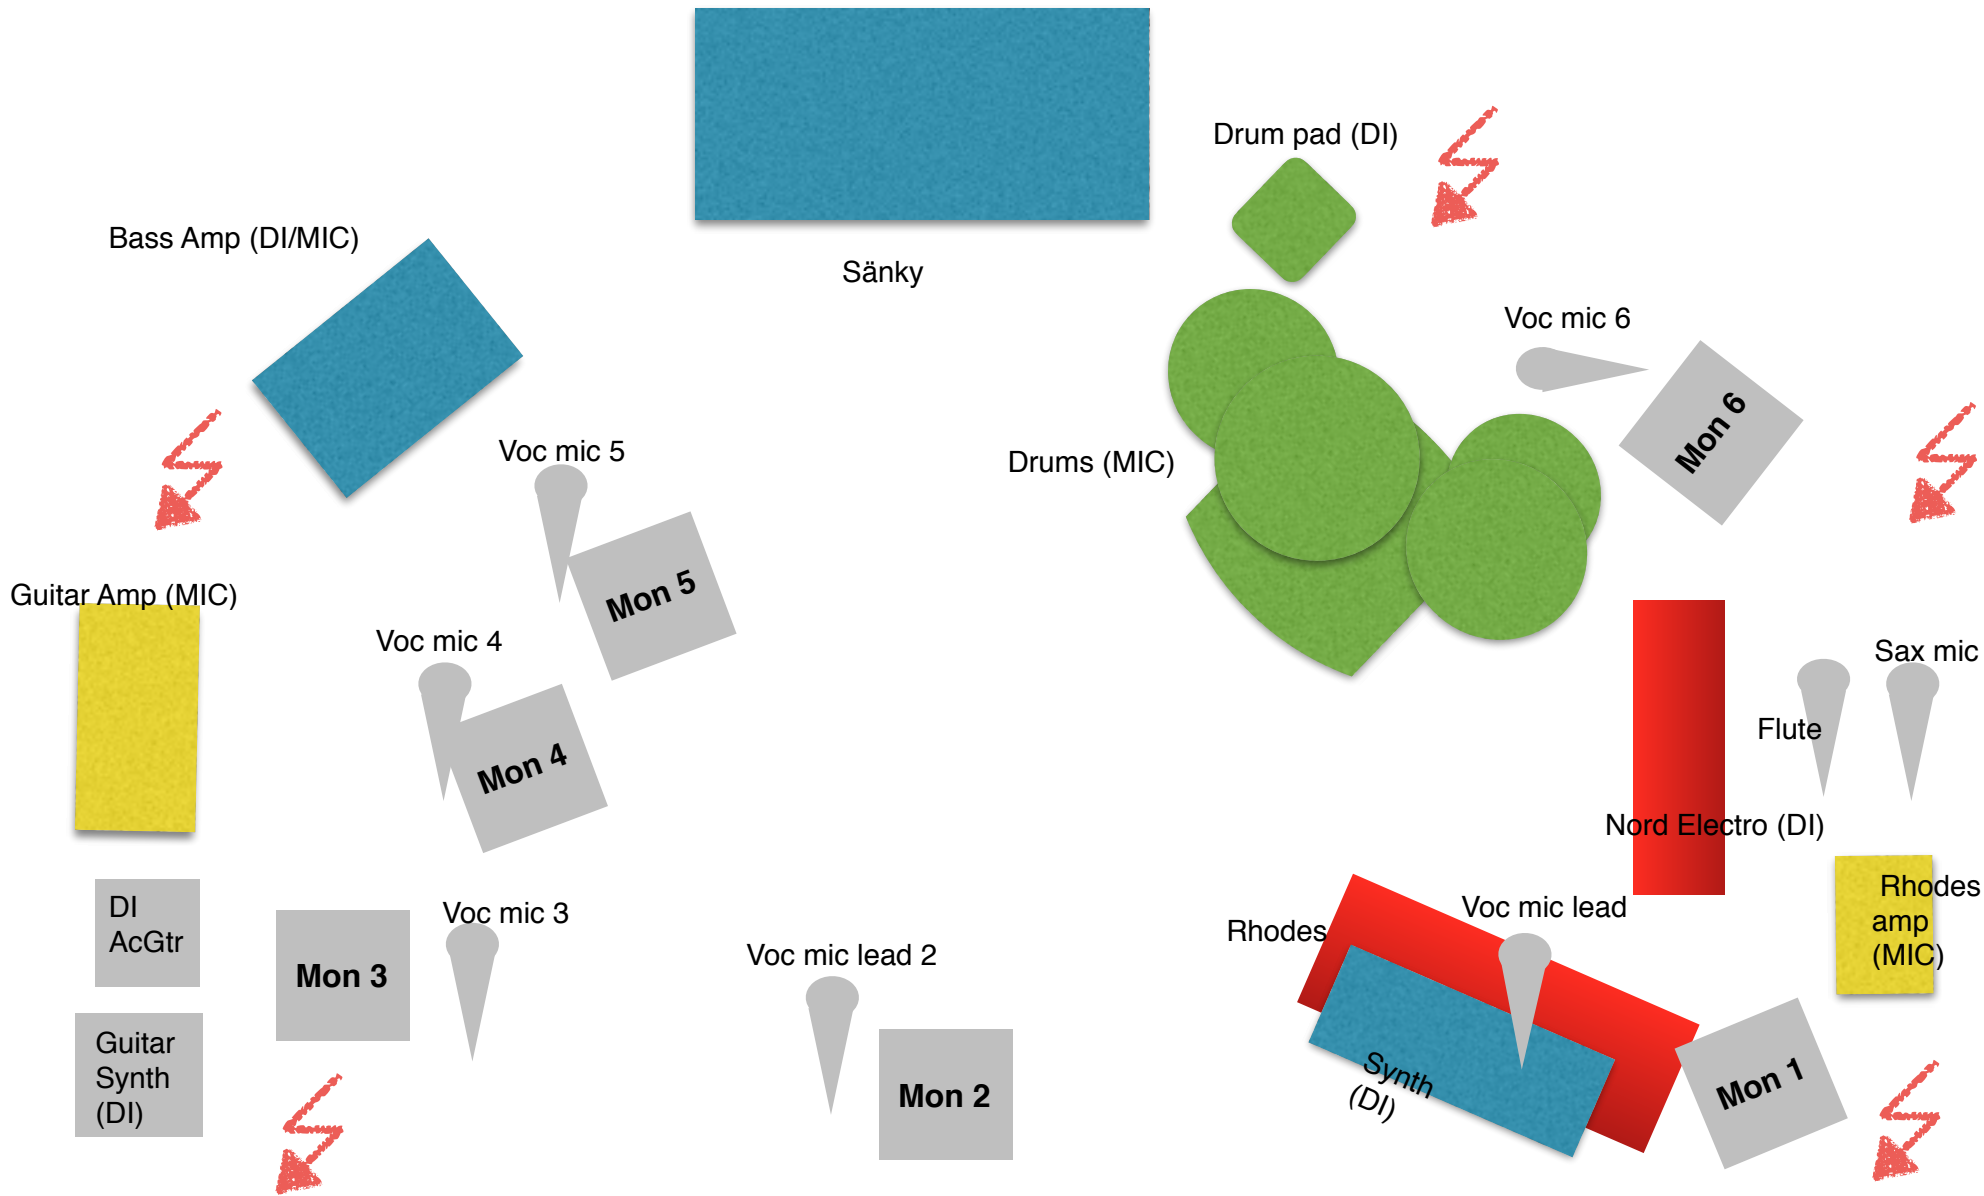 Drum pad (DI)
Bass Amp (DI/MIC)
Sänky
Voc mic 6
Mon 6
Voc mic 5
Drums (MIC)
Mon 5
Guitar Amp (MIC)
Voc mic 4
Mon 4
Sax mic
Flute
Nord Electro (DI)
Rhodes
amp
(MIC)
DI
AcGtr
Mon 3
Voc mic 3
Voc mic lead 2
Rhodes
Voc mic lead
Guitar
Synth
(DI)
Mon 2
Synth
(DI)
Mon 1